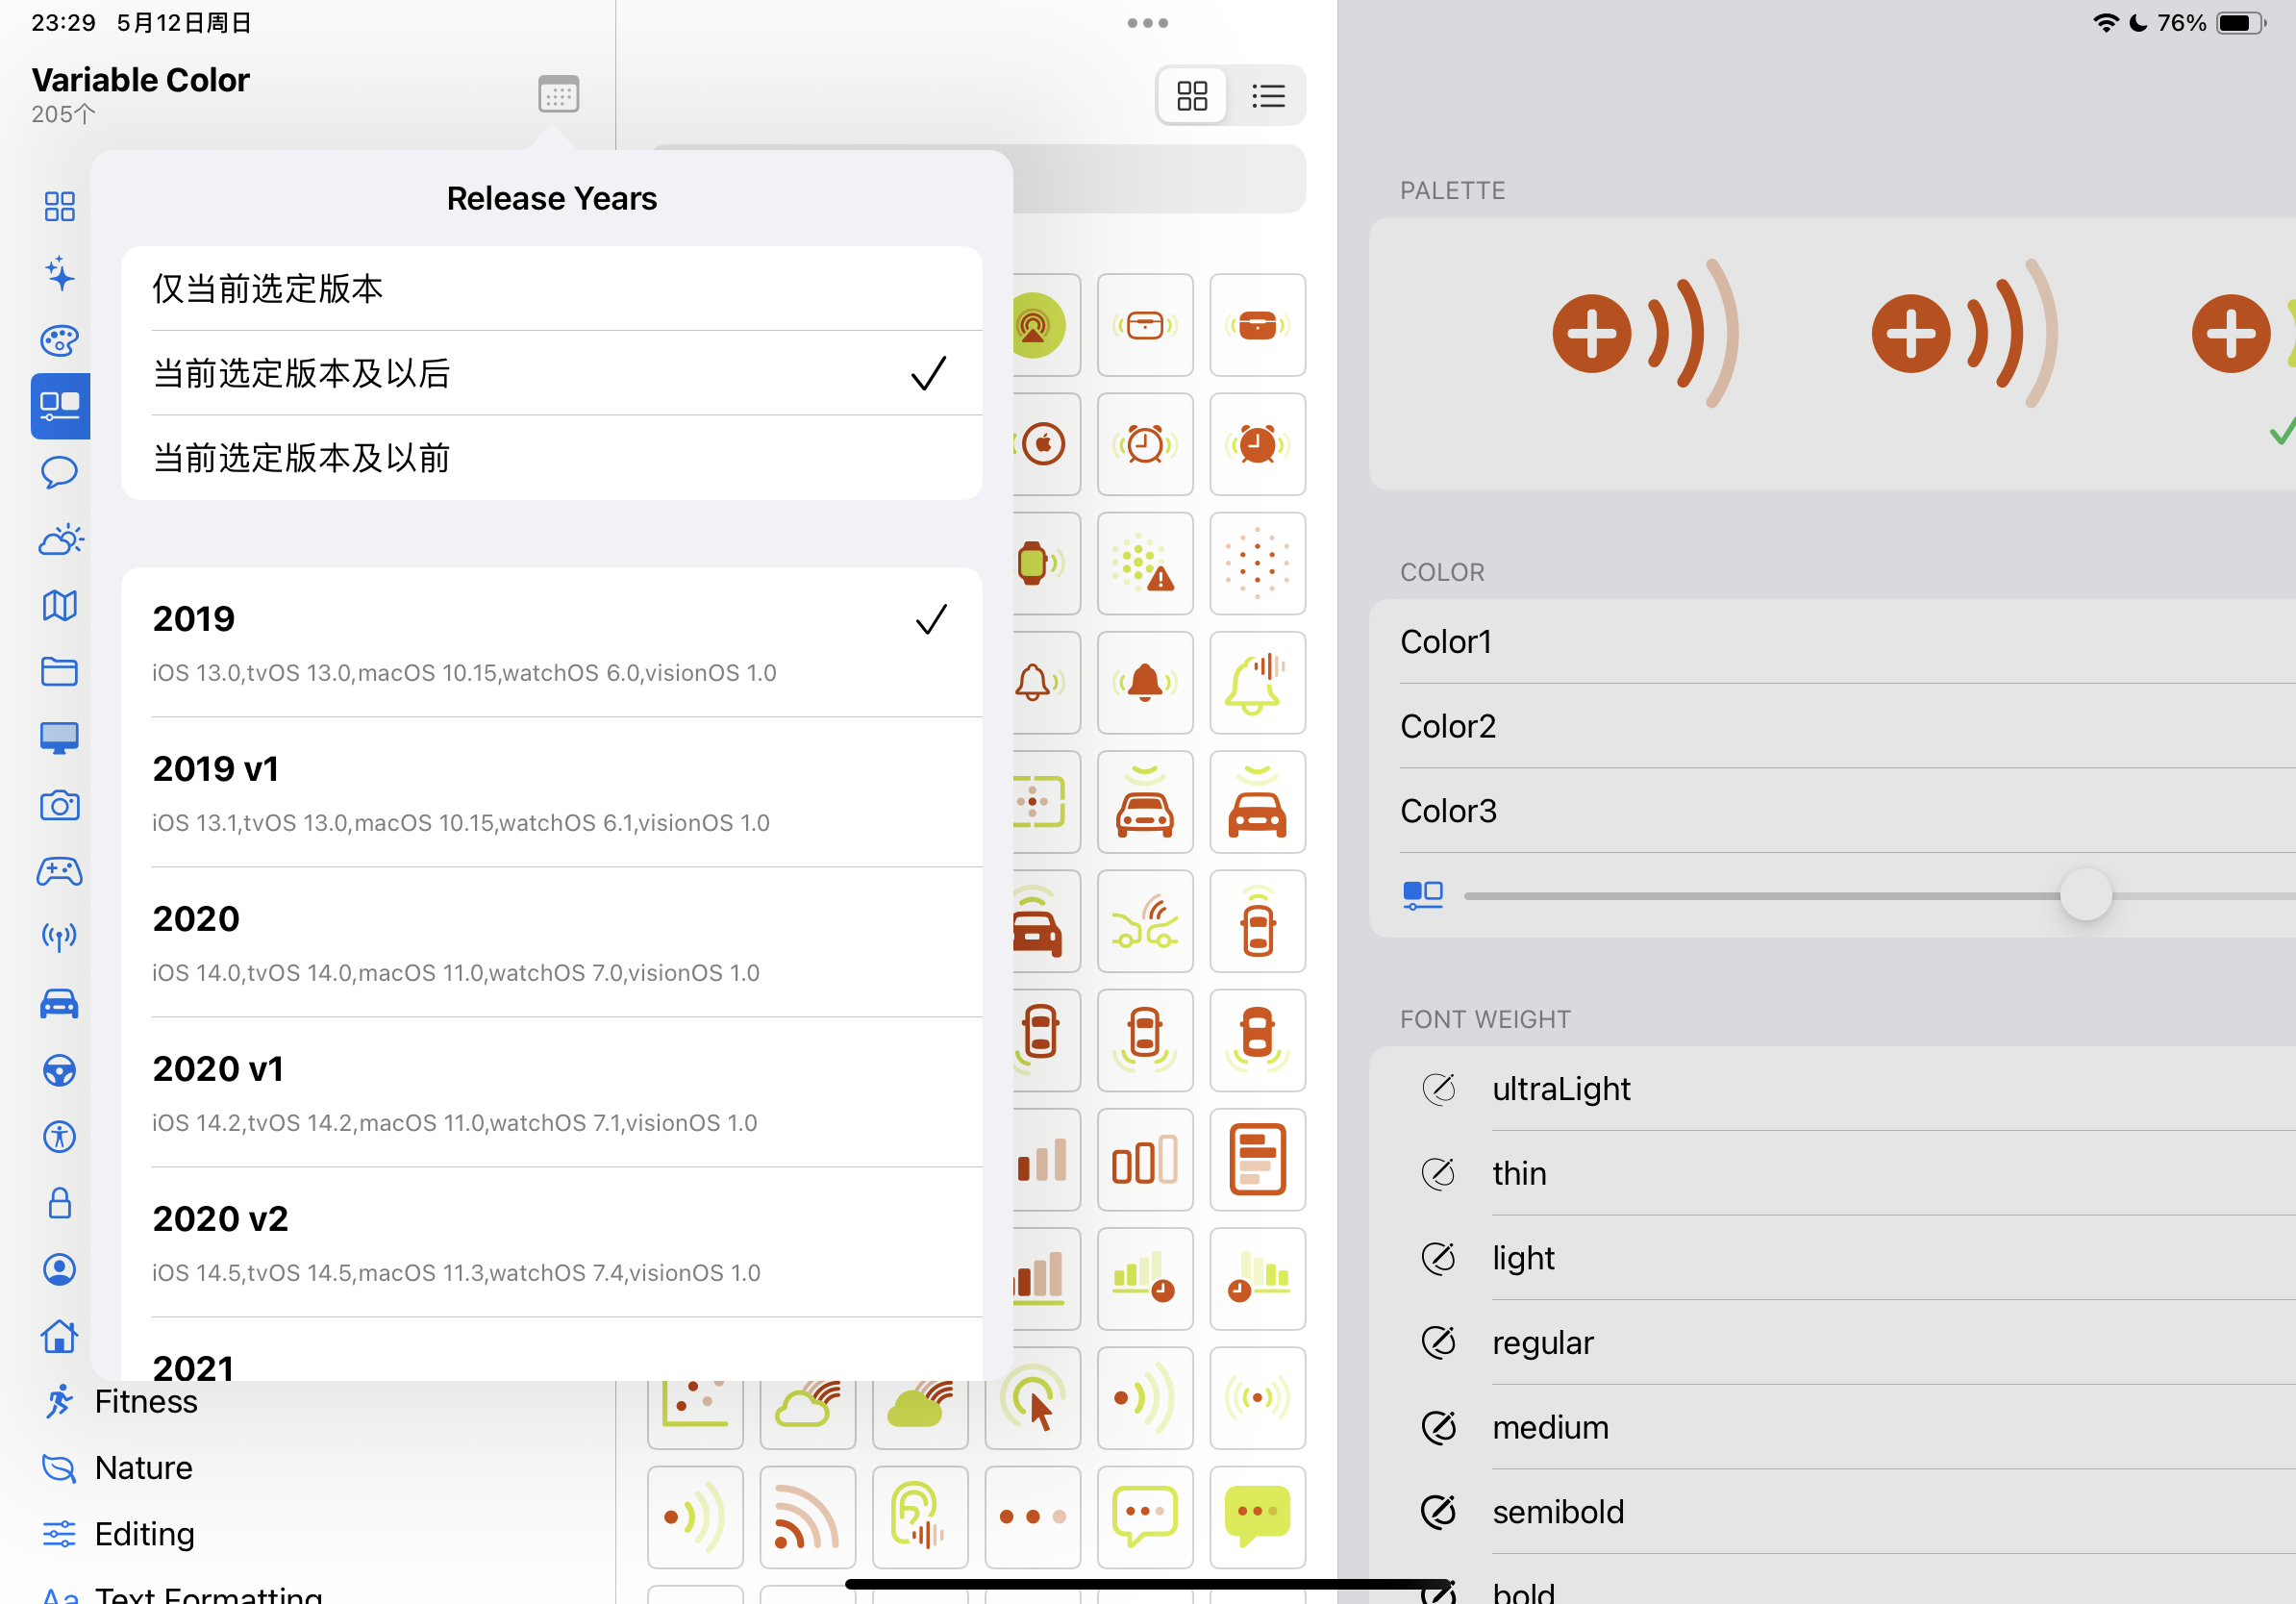 23:29 5月12日周日
76%
Variable Color
205个
Release Years
仅当前选定版本
当前选定版本及以后
当前选定版本及以前
2019
iOS 13.0,tvOS 13.0,macOS 10.15,watchOS 6.0,visionOS 1.0
2019 v1
iOS 13.1,tvOS 13.0,macOS 10.15,watchOS 6.1,visionOS 1.0
2020
iOS 14.0,tvOS 14.0,macOS 11.0,watchOS 7.0,visionOS 1.0
2020 v1
iOS 14.2,tvOS 14.2,macOS 11.0,watchOS 7.1,visionOS 1.0
2020 v2
iOS 14.5,tvOS 14.5,macOS 11.3,watchOS 7.4,visionOS 1.0
2021
Fitness
Nature
Editing
Aa Text Formatting
PALETTE
COLOR
Color1
Color2
Color3
FONT WEIGHT
ultraLight
thin
light
regular
medium
semibold
bold